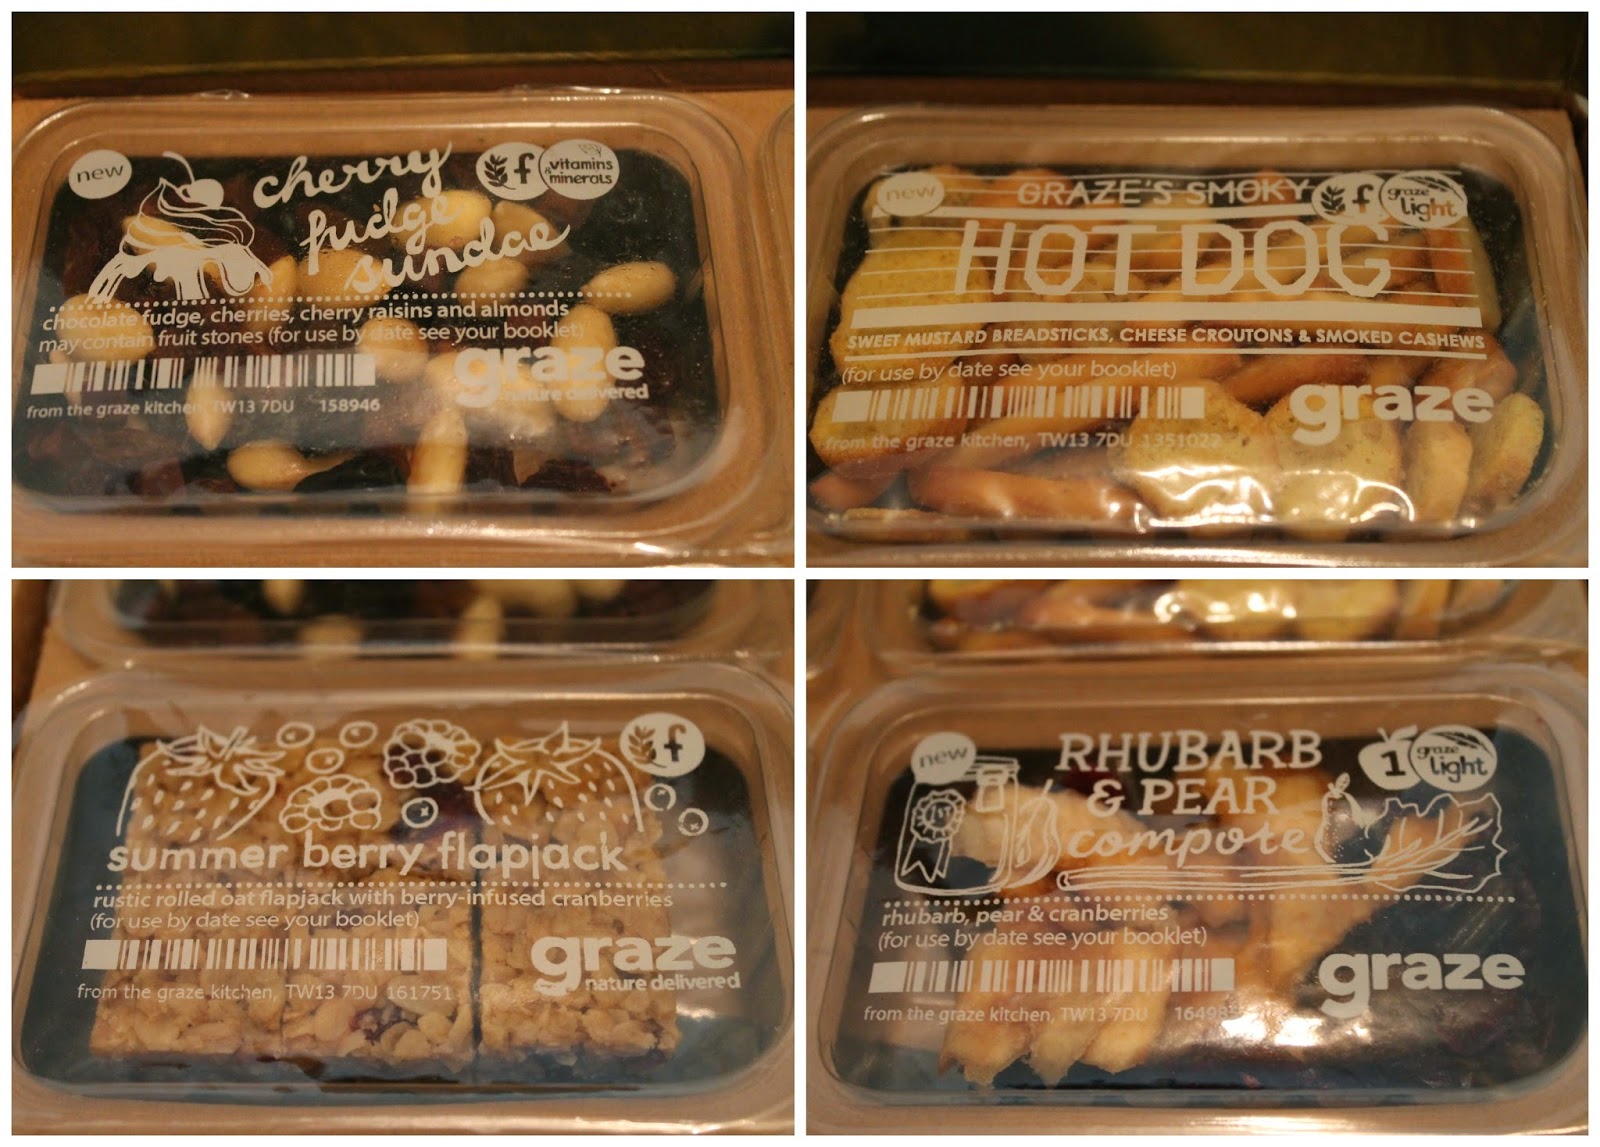 new
cherry
fudge
sundae
f
vitamins
& minerals
chocolate fudge, cherries, cherry raisins and almonds
may contain fruit stones (for use by date see your booklet)
graze
nature delivered
from the graze kitchen, TW13 7DU 158946
new
GRAZE'S SMOKY
f
graze
light
HOT DOG
SWEET MUSTARD BREADSTICKS, CHEESE CROUTONS & SMOKED CASHEWS
(for use by date see your booklet)
graze
from the graze kitchen, TW13 7DU 1351022
f
summer berry flapjack
rustic rolled oat flapjack with berry-infused cranberries
(for use by date see your booklet)
graze
nature delivered
from the graze kitchen, TW13 7DU 161751
new
RHUBARB
& PEAR
compote
1
graze
light
1ST
rhubarb, pear & cranberries
(for use by date see your booklet)
graze
from the graze kitchen, TW13 7DU